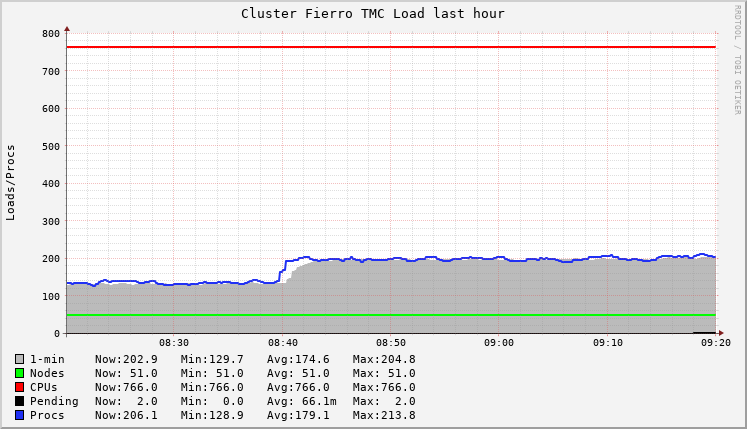 Cluster Fierro TMC Load last hour
RRDTOOL / TOBI OETIKER
Loads/Procs
800
700
600
500
400
300
200
100
0
08:30 08:40 08:50 09:00 09:10 09:20
1-min Now:202.9 Min:129.7 Avg:174.6 Max:204.8
Nodes Now: 51.0 Min: 51.0 Avg: 51.0 Max: 51.0
CPUs Now:766.0 Min:766.0 Avg:766.0 Max:766.0
Pending Now: 2.0 Min: 0.0 Avg: 66.1m Max: 2.0
Procs Now:206.1 Min:128.9 Avg:179.1 Max:213.8